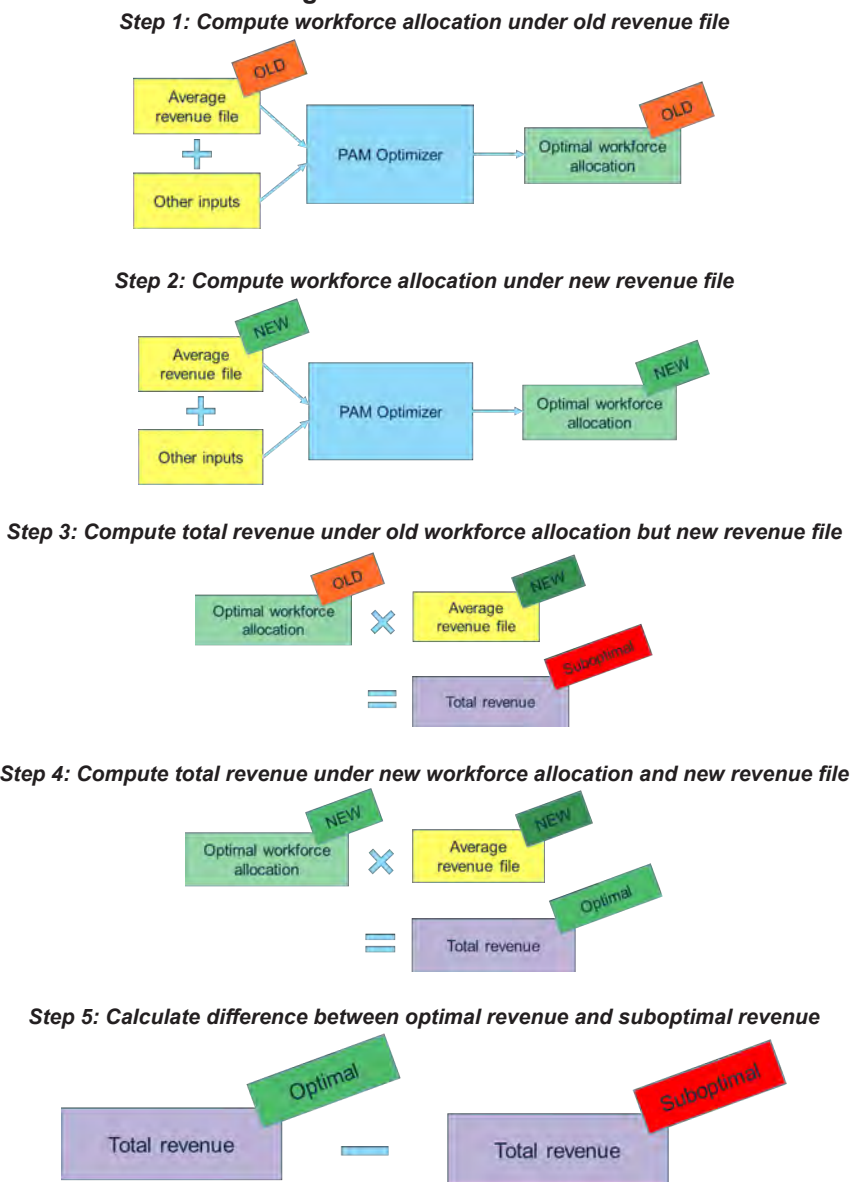 Step 1: Compute workforce allocation under old revenue file
OLD
Average
revenue file
Other inputs
PAM Optimizer
OLD
Optimal workforce
allocation
Step 2: Compute workforce allocation under new revenue file
NEW
Average
revenue file
Other inputs
PAM Optimizer
NEW
Optimal workforce
allocation
Step 3: Compute total revenue under old workforce allocation but new revenue file
OLD
Optimal workforce
allocation
NEW
Average
revenue file
Suboptimal
Total revenue
Step 4: Compute total revenue under new workforce allocation and new revenue file
NEW
Optimal workforce
allocation
NEW
Average
revenue file
Optimal
Total revenue
Step 5: Calculate difference between optimal revenue and suboptimal revenue
Optimal
Total revenue
Suboptimal
Total revenue